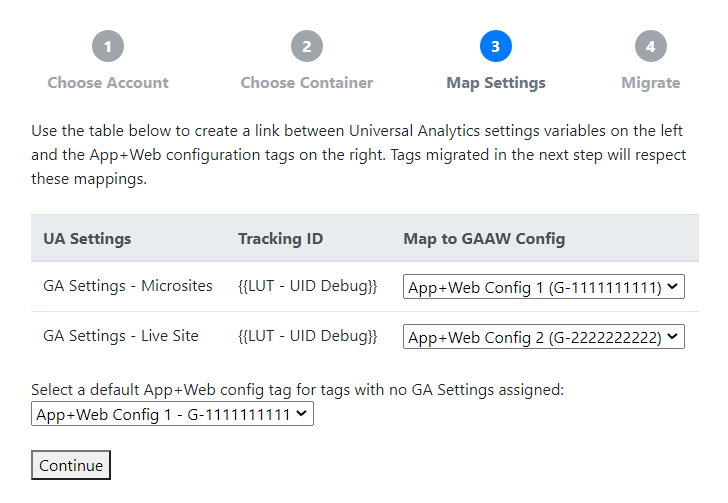 1 2 3 4
Choose Account Choose Container Map Settings Migrate
Use the table below to create a link between Universal Analytics settings variables on the left
and the App+Web configuration tags on the right. Tags migrated in the next step will respect
these mappings.
UA Settings Tracking ID Map to GAAW Config
GA Settings - Microsites {{LUT - UID Debug}} App+Web Config 1 (G-1111111111)
GA Settings - Live Site {{LUT - UID Debug}} App+Web Config 2 (G-2222222222)
Select a default App+Web config tag for tags with no GA Settings assigned:
App+Web Config 1 - G-1111111111
Continue